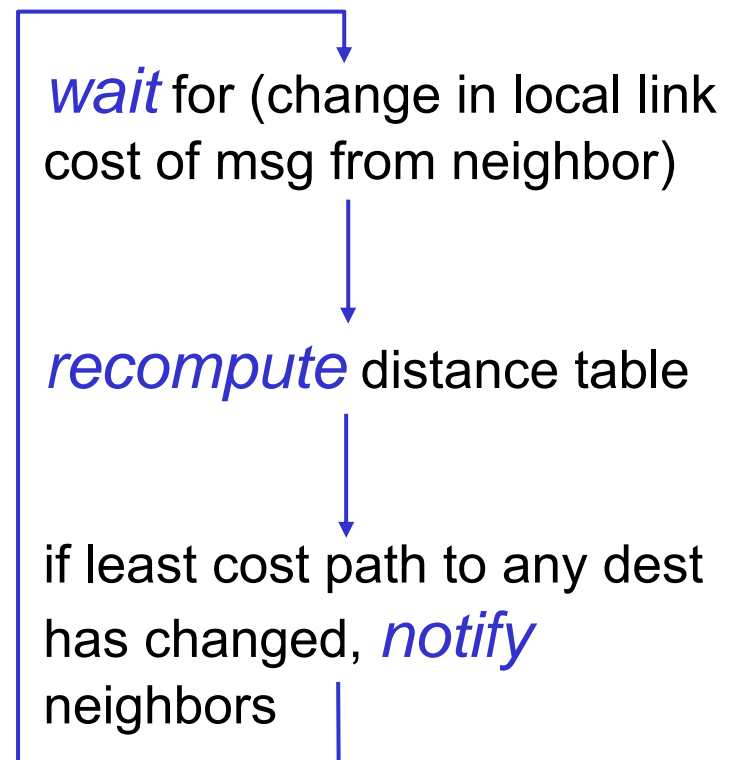 wait for (change in local link
cost of msg from neighbor)
recompute distance table
if least cost path to any dest
has changed, notify
neighbors